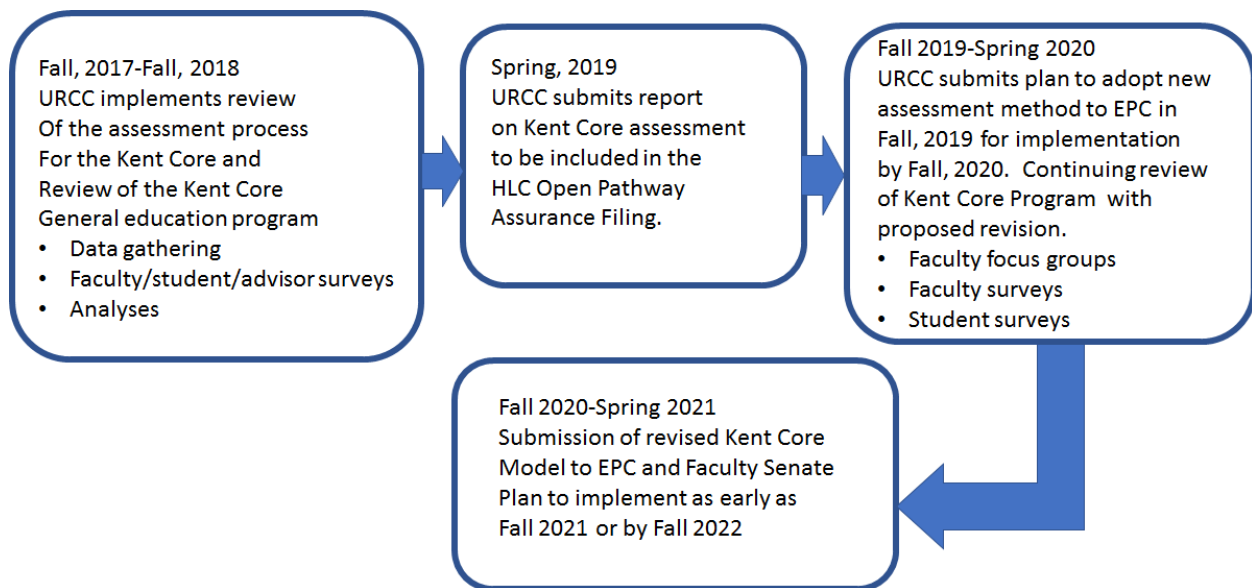 Fall, 2017-Fall, 2018
URCC implements review
Of the assessment process
For the Kent Core and
Review of the Kent Core
General education program
• Data gathering
• Faculty/student/advisor surveys
• Analyses
Spring, 2019
URCC submits report
on Kent Core assessment
to be included in the
HLC Open Pathway
Assurance Filing.
Fall 2019-Spring 2020
URCC submits plan to adopt new
assessment method to EPC in
Fall, 2019 for implementation
by Fall, 2020.  Continuing review
of Kent Core Program  with
proposed revision.
• Faculty focus groups
• Faculty surveys
• Student surveys
Fall 2020-Spring 2021
Submission of revised Kent Core
Model to EPC and Faculty Senate
Plan to implement as early as
Fall 2021 or by Fall 2022